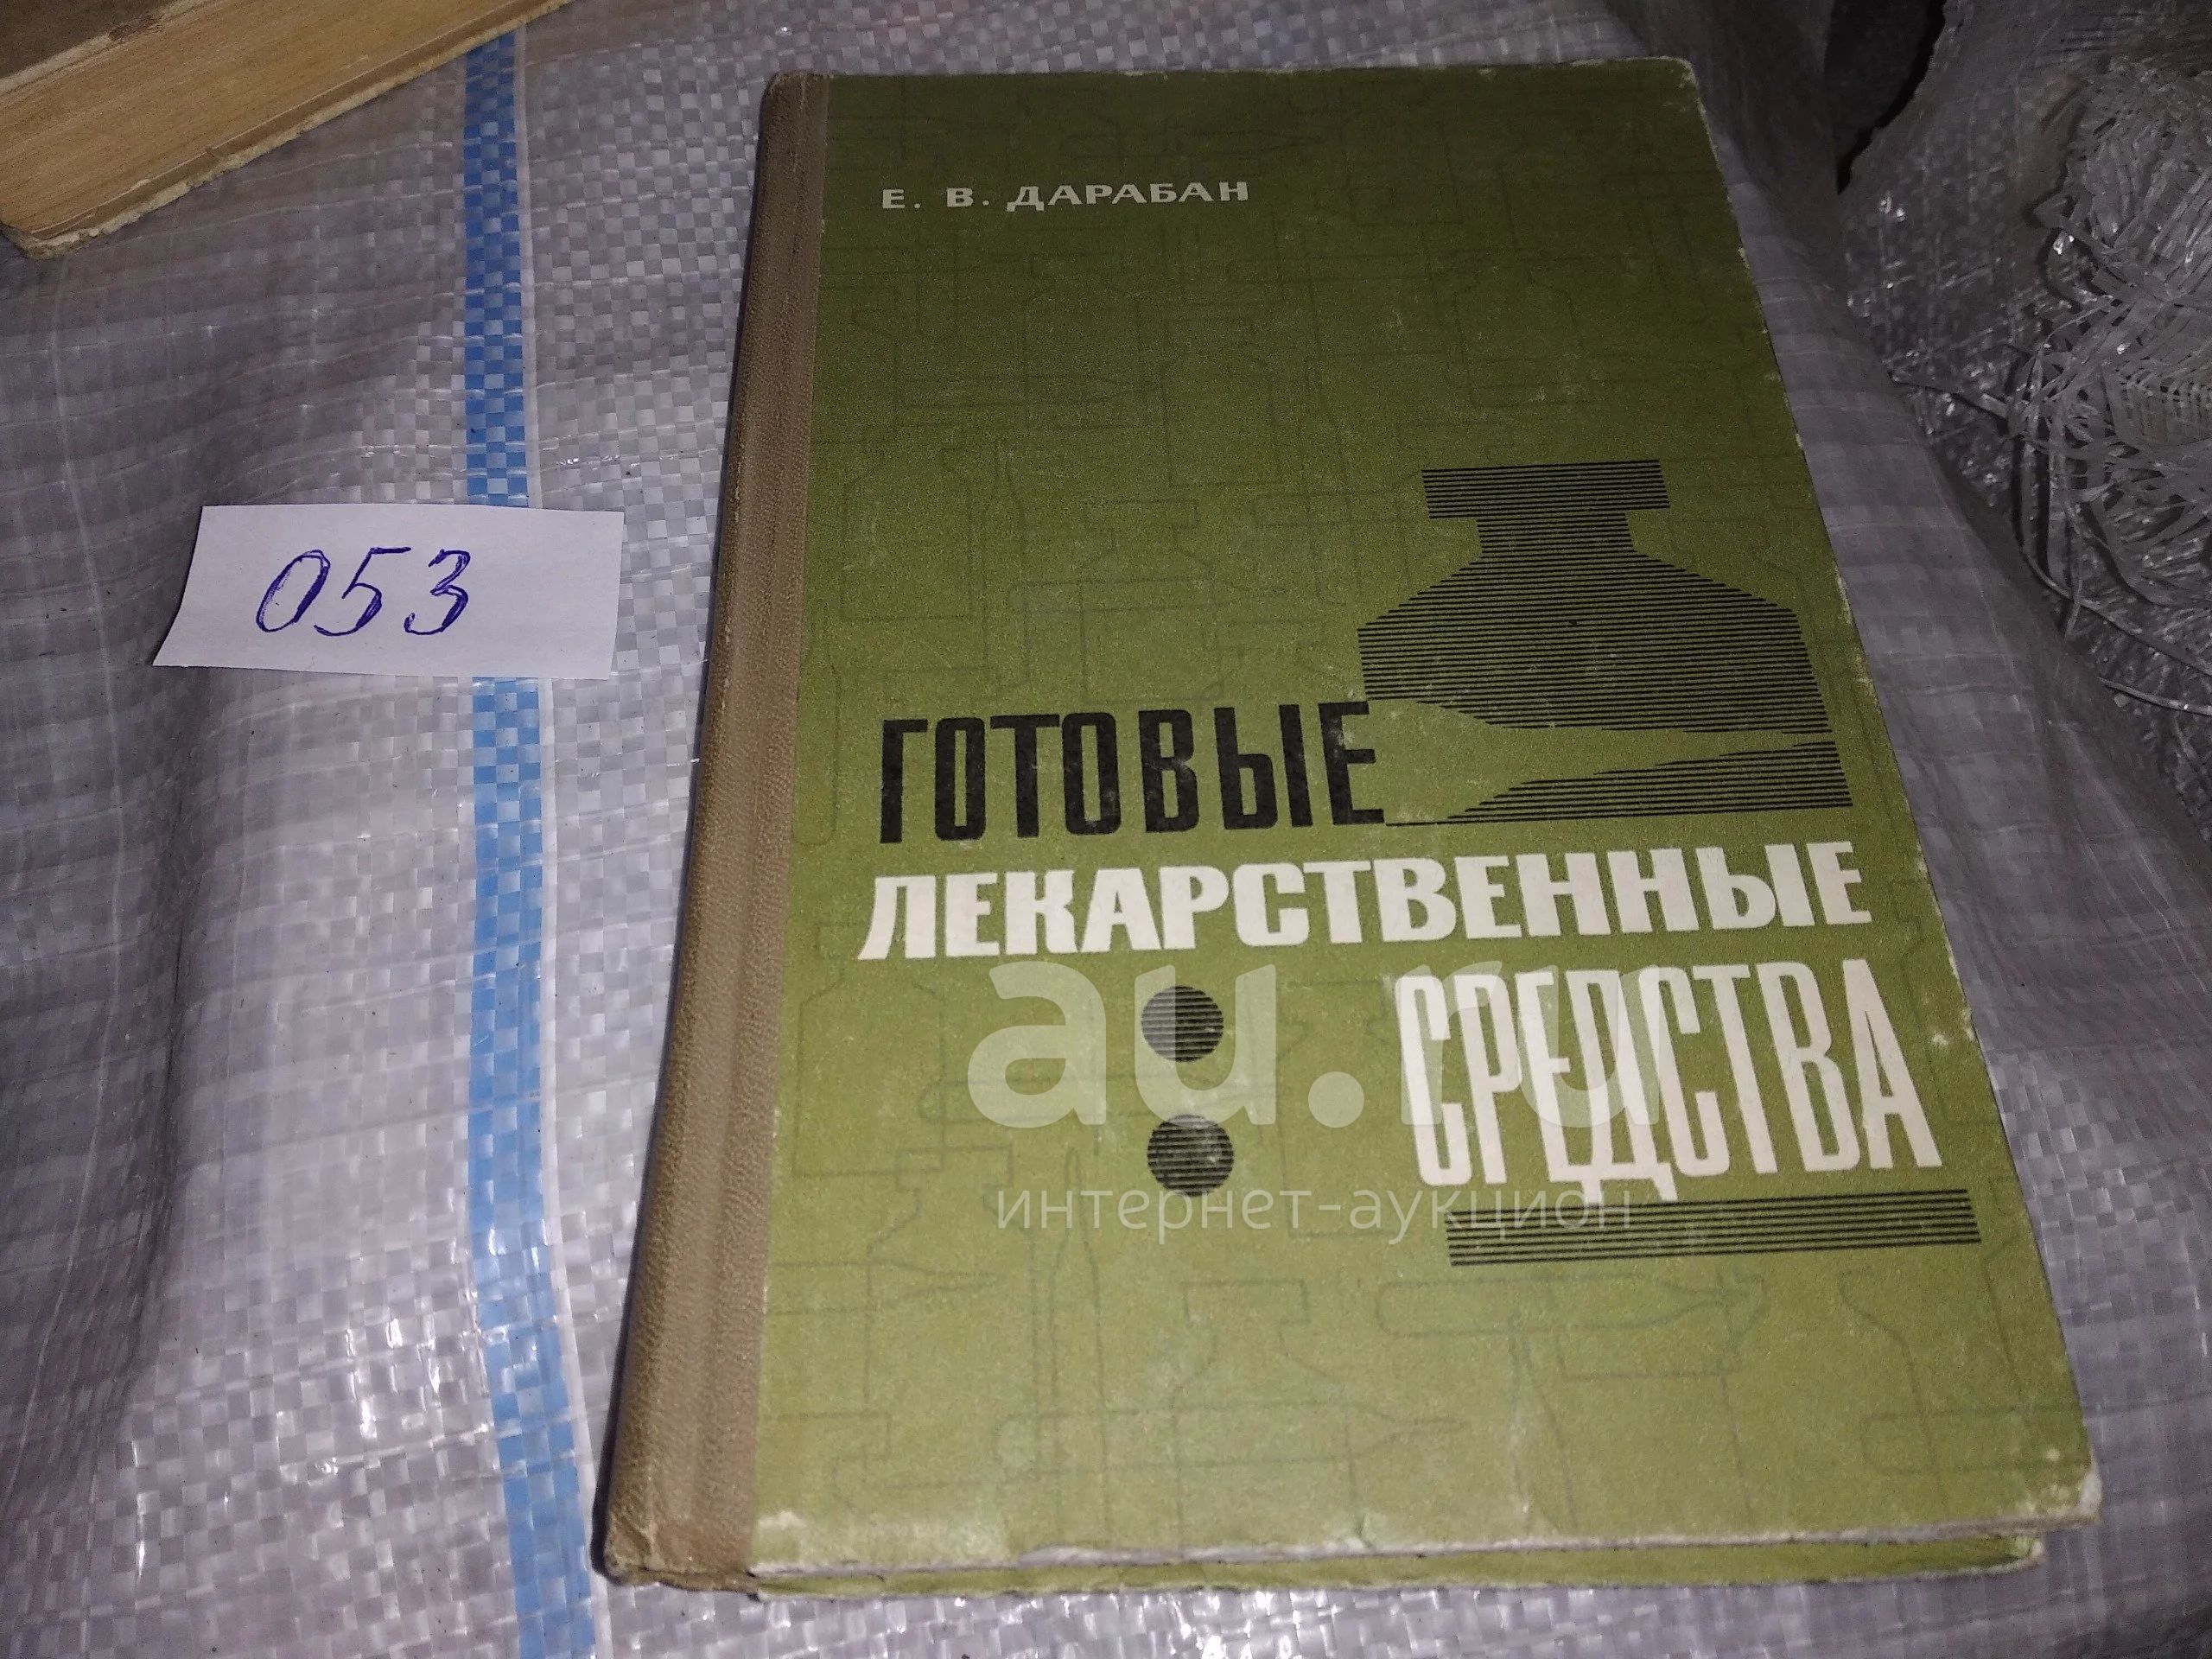 Е. В. ДАРАБАН
053
ГОТОВЫЕ
ЛЕКАРСТВЕННЫЕ
СРЕДСТВА
au.ru
интернет-аукцион